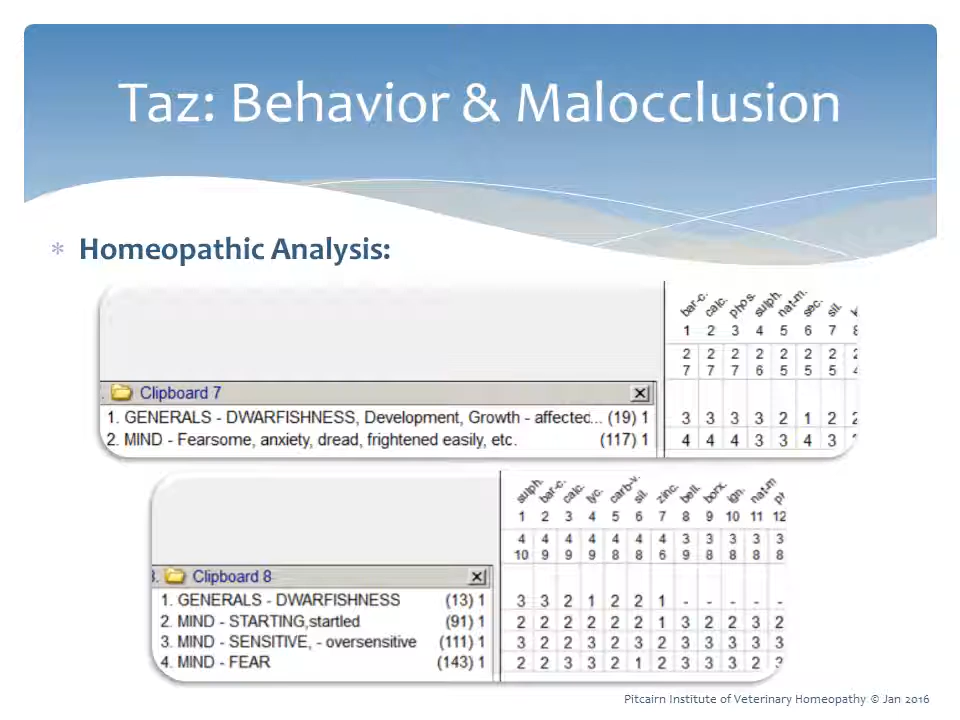 Taz: Behavior & Malocclusion
Homeopathic Analysis:
bar-c. calc. phos. sulph. nat-m. sec. sil.
1 2 3 4 5 6 7 8
2 2 2 2 2 2 2 2
7 7 7 6 5 5 5 4
Clipboard 7
1. GENERALS - DWARFISHNESS, Development, Growth - affectec... (19) 1 3 3 3 3 2 1 2 2
2. MIND - Fearsome, anxiety, dread, frightened easily, etc. (117) 1 4 4 4 3 3 4 3
sulph. bar-c. calc. lyc. carb-v. sil. zinc. bell. borx. ign. nat-m
1 2 3 4 5 6 7 8 9 10 11 12
4 4 4 4 4 4 4 3 3 3 3 3
10 9 9 9 8 8 6 9 8 8 8 8
3. Clipboard 8
1. GENERALS - DWARFISHNESS (13) 1 3 3 2 1 2 2 1 - - - - -
2. MIND - STARTING,startled (91) 1 2 2 2 2 2 2 1 3 2 2 3 2
3. MIND - SENSITIVE, - oversensitive (111) 1 3 2 2 3 2 3 2 3 3 3 3 3
4. MIND - FEAR (143) 1 2 2 3 3 2 1 2 3 3 3 2 3
Pitcairn Institute of Veterinary Homeopathy © Jan 2016